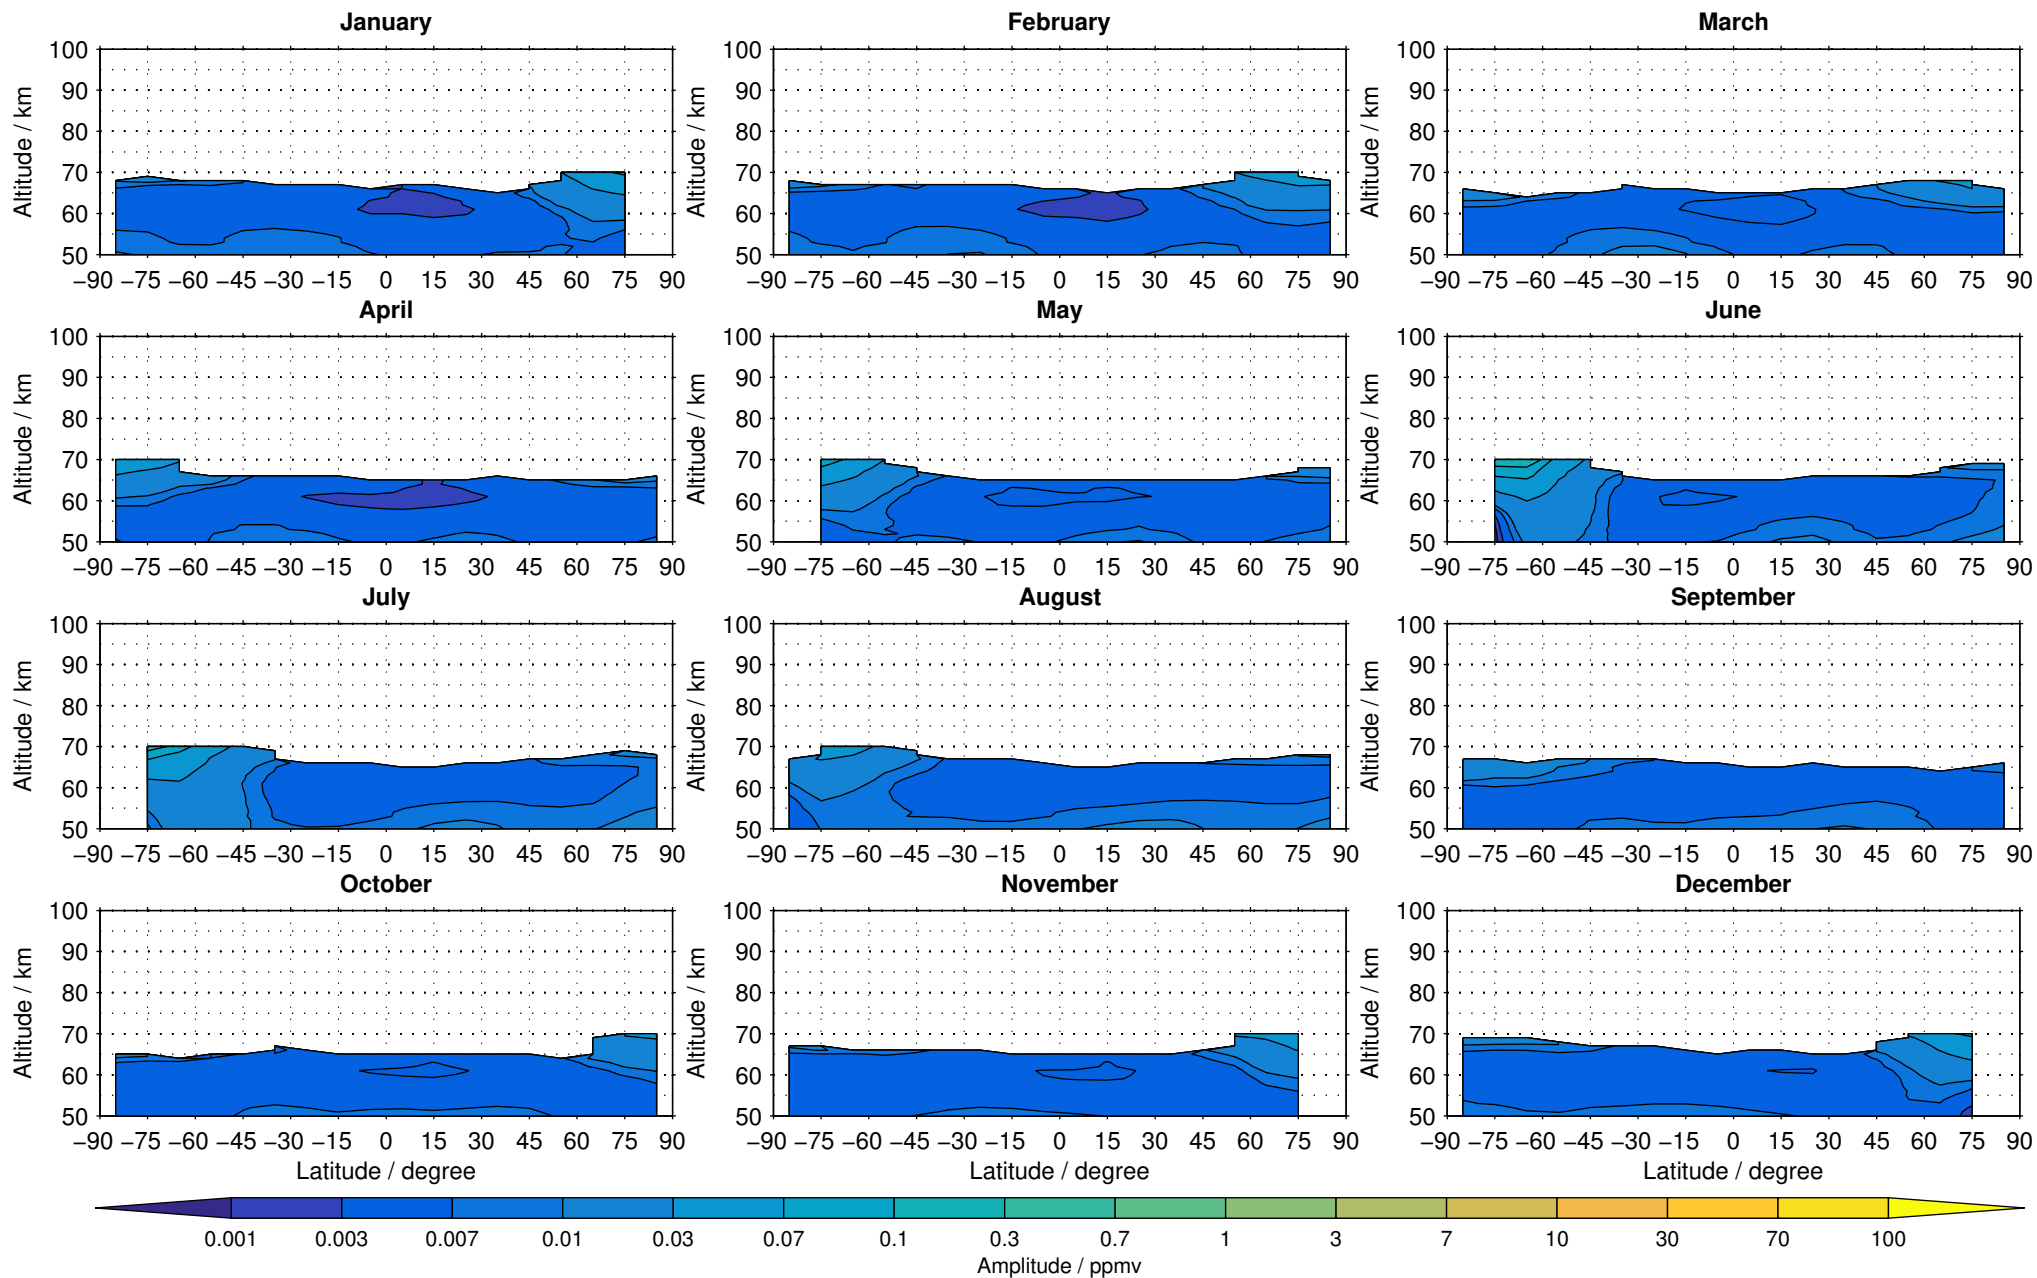 January February March
100 100 100
90 90 90
Altitude / km Altitude / km Altitude / km
80 80 80
70 70 70
60 60 60
50 50 50
−90 −75 −60 −45 −30 −15 0 15 30 45 60 75 90 −90 −75 −60 −45 −30 −15 0 15 30 45 60 75 90 −90 −75 −60 −45 −30 −15 0 15 30 45 60 75 90
April May June
100 100 100
90 90 90
Altitude / km Altitude / km Altitude / km
80 80 80
70 70 70
60 60 60
50 50 50
−90 −75 −60 −45 −30 −15 0 15 30 45 60 75 90 −90 −75 −60 −45 −30 −15 0 15 30 45 60 75 90 −90 −75 −60 −45 −30 −15 0 15 30 45 60 75 90
July August September
100 100 100
90 90 90
Altitude / km Altitude / km Altitude / km
80 80 80
70 70 70
60 60 60
50 50 50
−90 −75 −60 −45 −30 −15 0 15 30 45 60 75 90 −90 −75 −60 −45 −30 −15 0 15 30 45 60 75 90 −90 −75 −60 −45 −30 −15 0 15 30 45 60 75 90
October November December
100 100 100
90 90 90
Altitude / km Altitude / km Altitude / km
80 80 80
70 70 70
60 60 60
50 50 50
−90 −75 −60 −45 −30 −15 0 15 30 45 60 75 90 −90 −75 −60 −45 −30 −15 0 15 30 45 60 75 90 −90 −75 −60 −45 −30 −15 0 15 30 45 60 75 90
Latitude / degree Latitude / degree Latitude / degree
0.001 0.003 0.007 0.01 0.03 0.07 0.1 0.3 0.7 1 3 7 10 30 70 100
Amplitude / ppmv